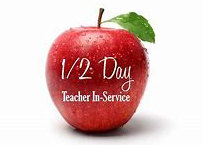 1/2 Day
Teacher In-Service